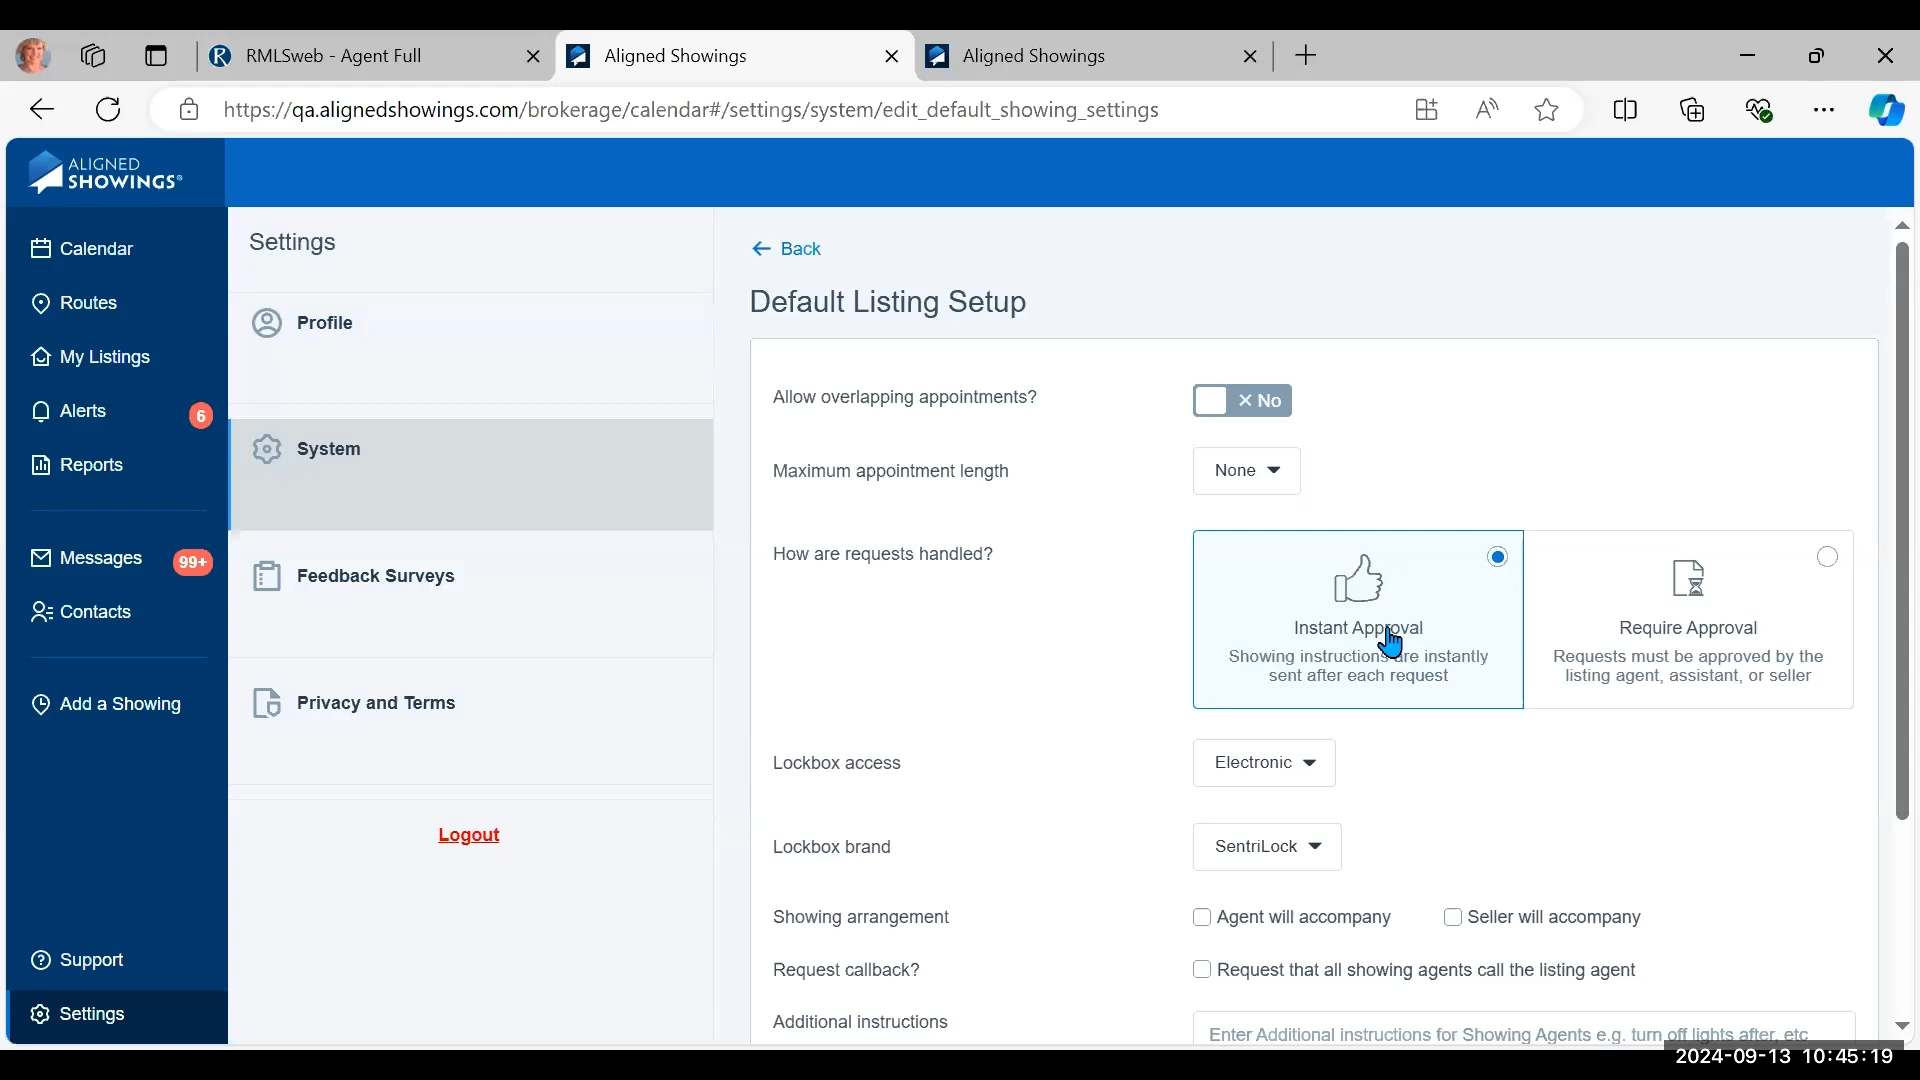 RMLSweb - Agent Full
Aligned Showings
Aligned Showings
https://qa.alignedshowings.com/brokerage/calendar#/settings/system/edit_default_showing_settings
ALIGNED
SHOWINGS
Calendar
Routes
My Listings
Alerts 6
Reports
Messages 99+
Contacts
Add a Showing
Support
Settings
Settings
Profile
System
Feedback Surveys
Privacy and Terms
Logout
Back
Default Listing Setup
Allow overlapping appointments? No
Maximum appointment length None
How are requests handled?
Instant Approval
Showing instructions are instantly
sent after each request
Require Approval
Requests must be approved by the
listing agent, assistant, or seller
Lockbox access Electronic
Lockbox brand SentriLock
Showing arrangement Agent will accompany Seller will accompany
Request callback? Request that all showing agents call the listing agent
Additional instructions
Enter Additional instructions for Showing Agents e.g. turn off lights after, etc
2024-09-13 10:45:19